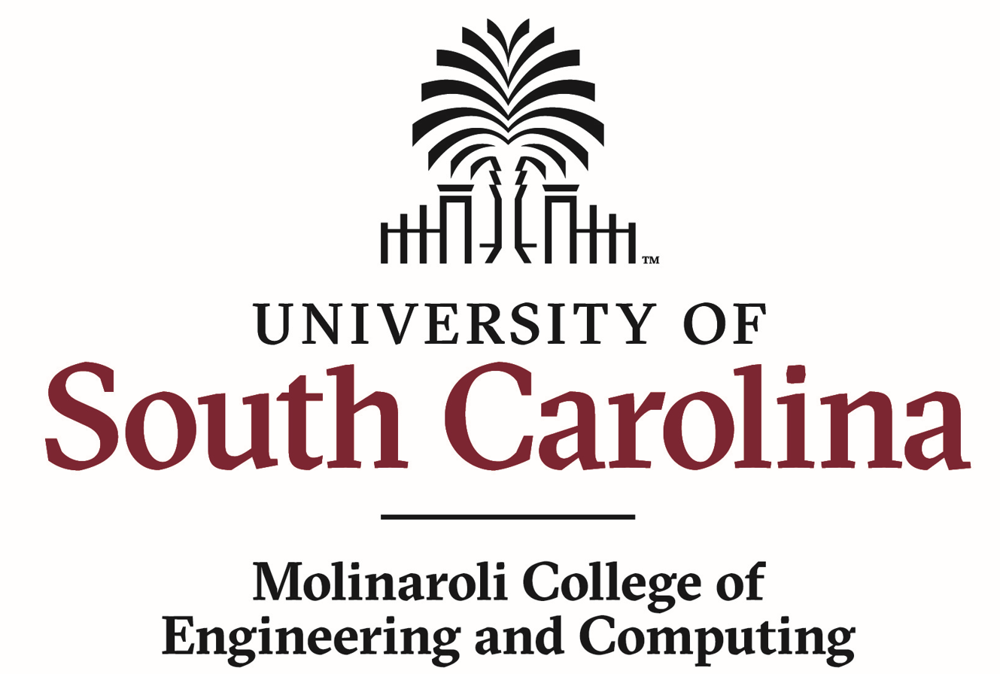 TM
UNIVERSITY OF
South Carolina
Molinaroli College of
Engineering and Computing